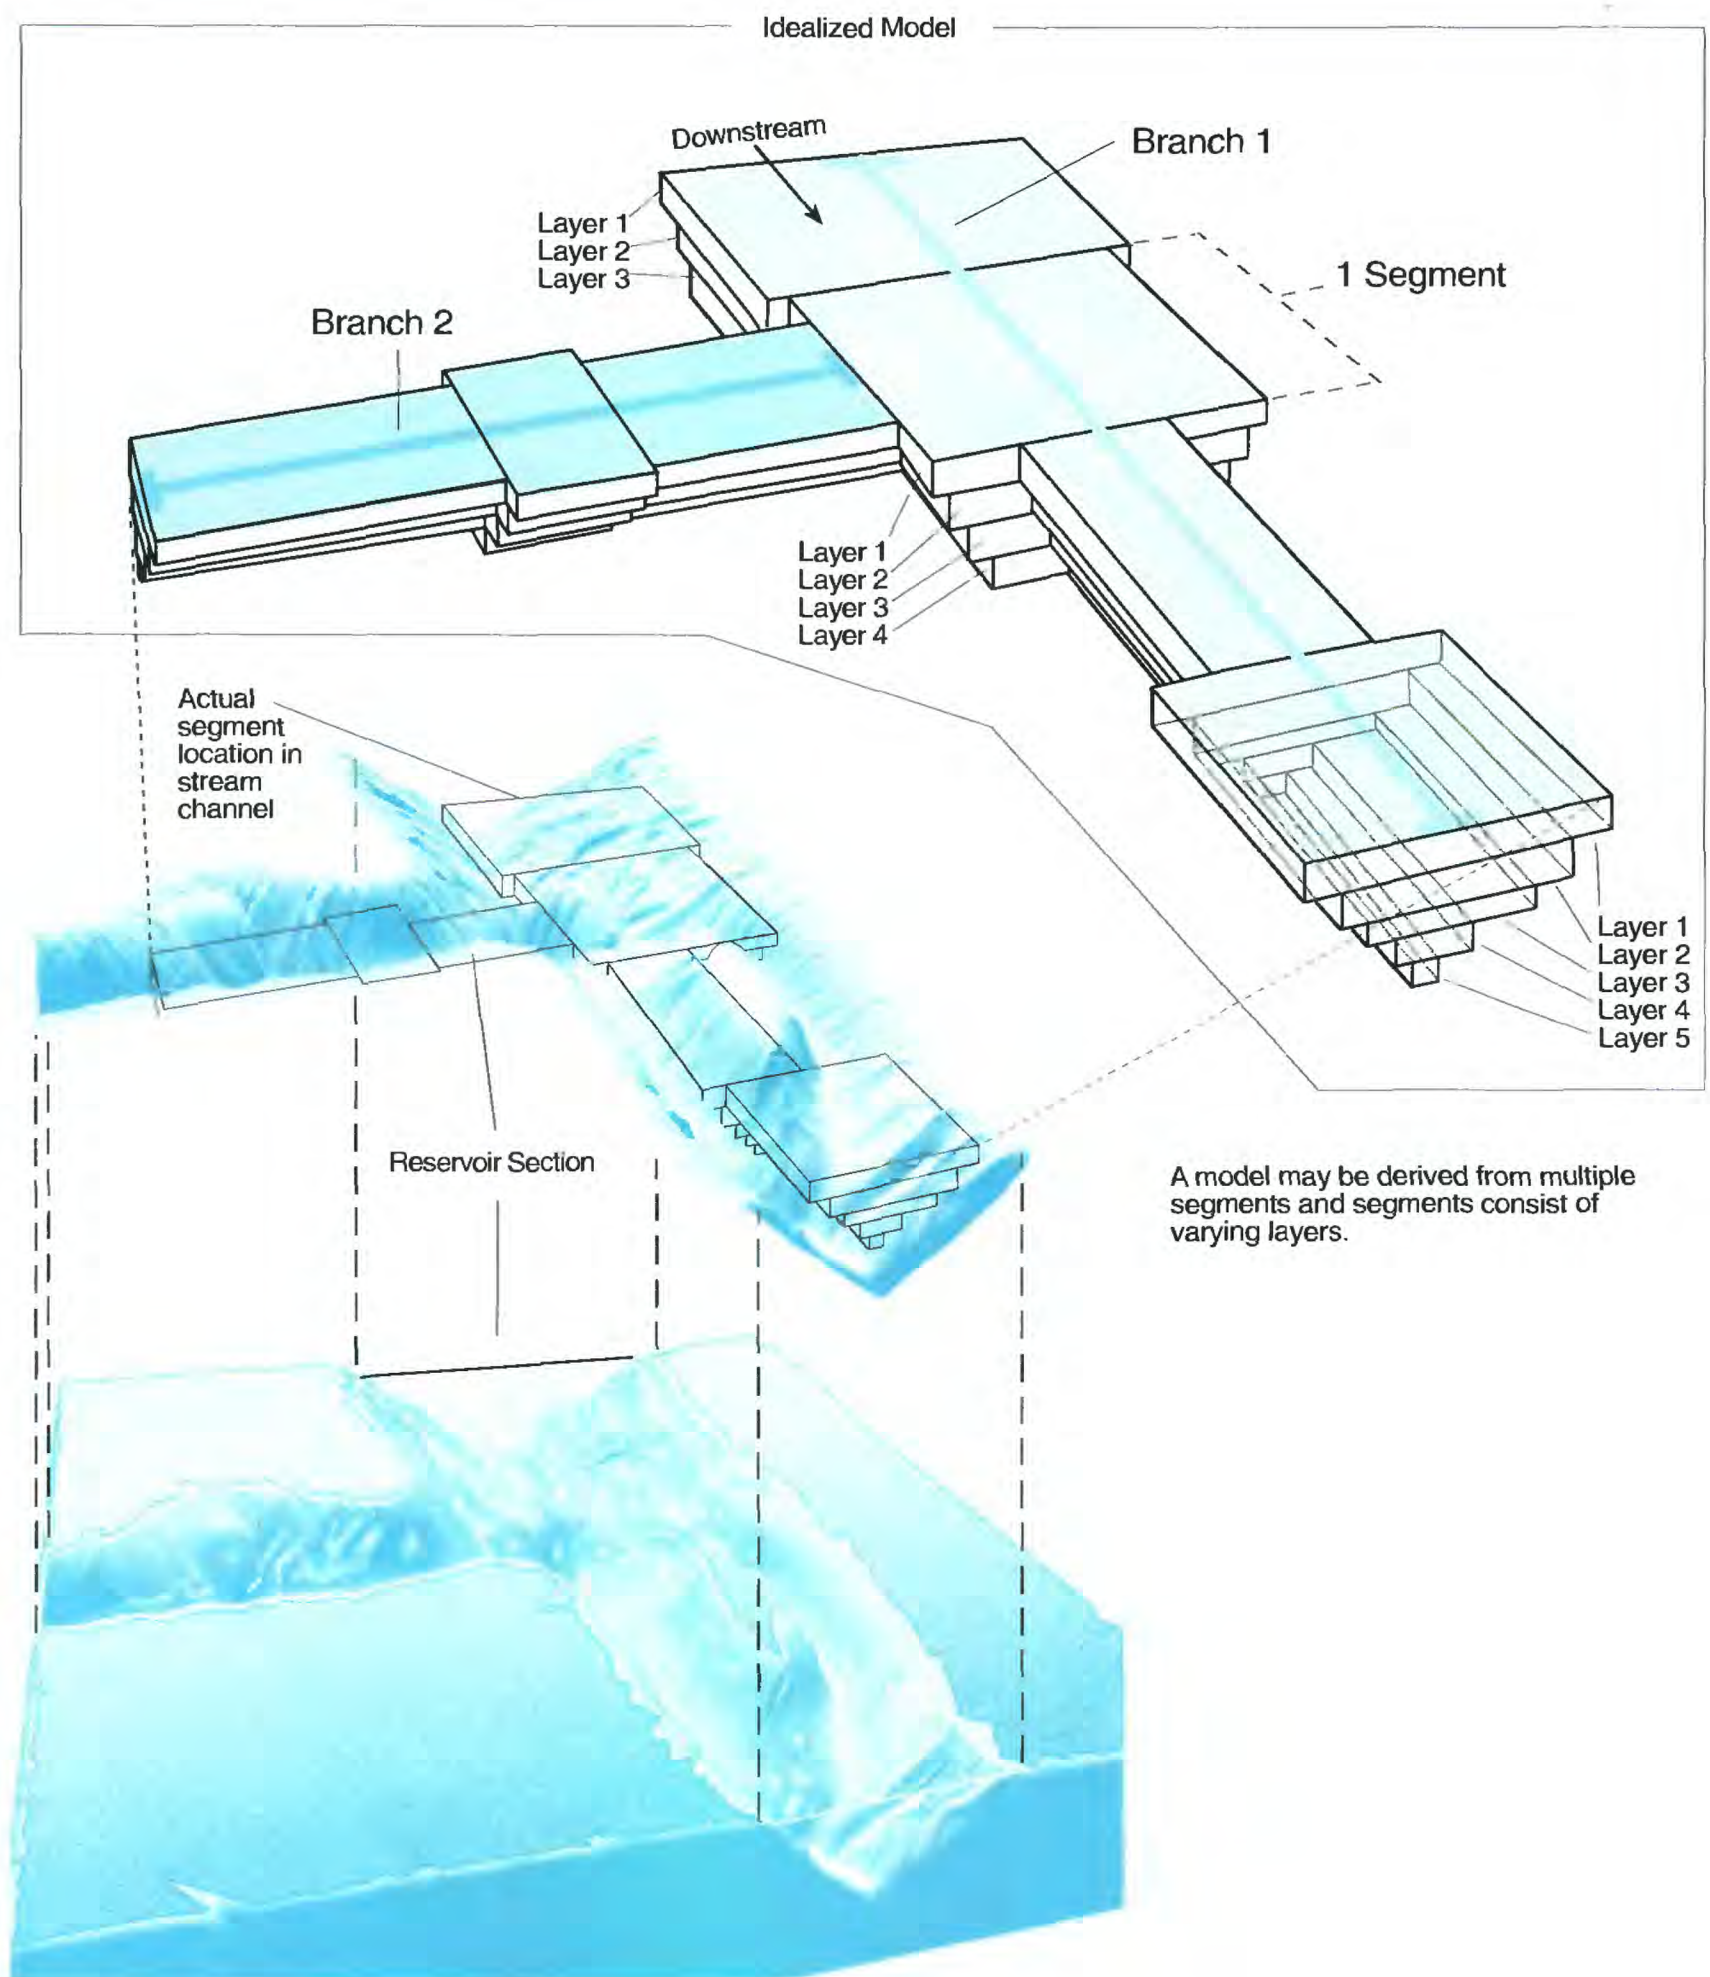 Idealized Model
Downstream
Branch 1
Layer 1
Layer 2
Layer 3
1 Segment
Branch 2
Layer 1
Layer 2
Layer 3
Layer 4
Actual
segment
location in
stream
channel
Layer 1
Layer 2
Layer 3
Layer 4
Layer 5
Reservoir Section
A model may be derived from multiple
segments and segments consist of
varying layers.